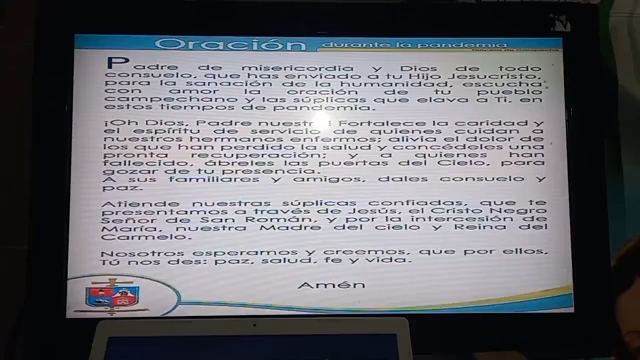 Oración durante la pandemia
Padre de misericordia y Dios de todo
consuelo, que has enviado a tu Hijo Jesucristo,
para la sanación de la humanidad, escucha
con amor la oración de tu pueblo
campechano y las súplicas que elava a Ti, en
estos tiempos de pandemia.
¡Oh Dios, Padre nuestro! Fortalece la caridad y
el espíritu de servicio de quienes cuidan a
nuestros hermanos enfermos; alivia el dolor de
los que han perdido la salud y concédeles una
pronta recuperación; y a quienes han
fallecido, ábreles las puertas del Cielo, para
gozar de tu presencia.
A sus familiares y amigos, dales consuelo y
paz.
Atiende nuestras súplicas confiadas, que te
presentamos a través de Jesús, el Cristo Negro
Señor de San Román, y por la intercesión de
María, nuestra Madre del cielo y Reina del
Carmelo.
Nosotros esperamos y creemos, que por ellos,
Tú nos des: paz, salud, fe y vida.
Amén